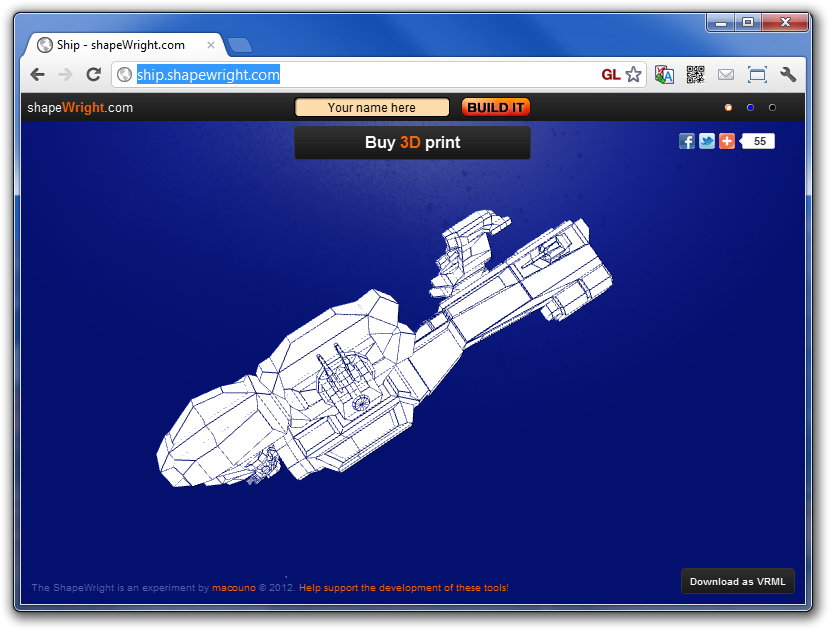 Ship - shapeWright.com
ship.shapewright.com
GL
shapeWright.com
Your name here
BUILD IT
Buy 3D print
55
The ShapeWright is an experiment by macouno © 2012. Help support the development of these tools!
Download as VRML